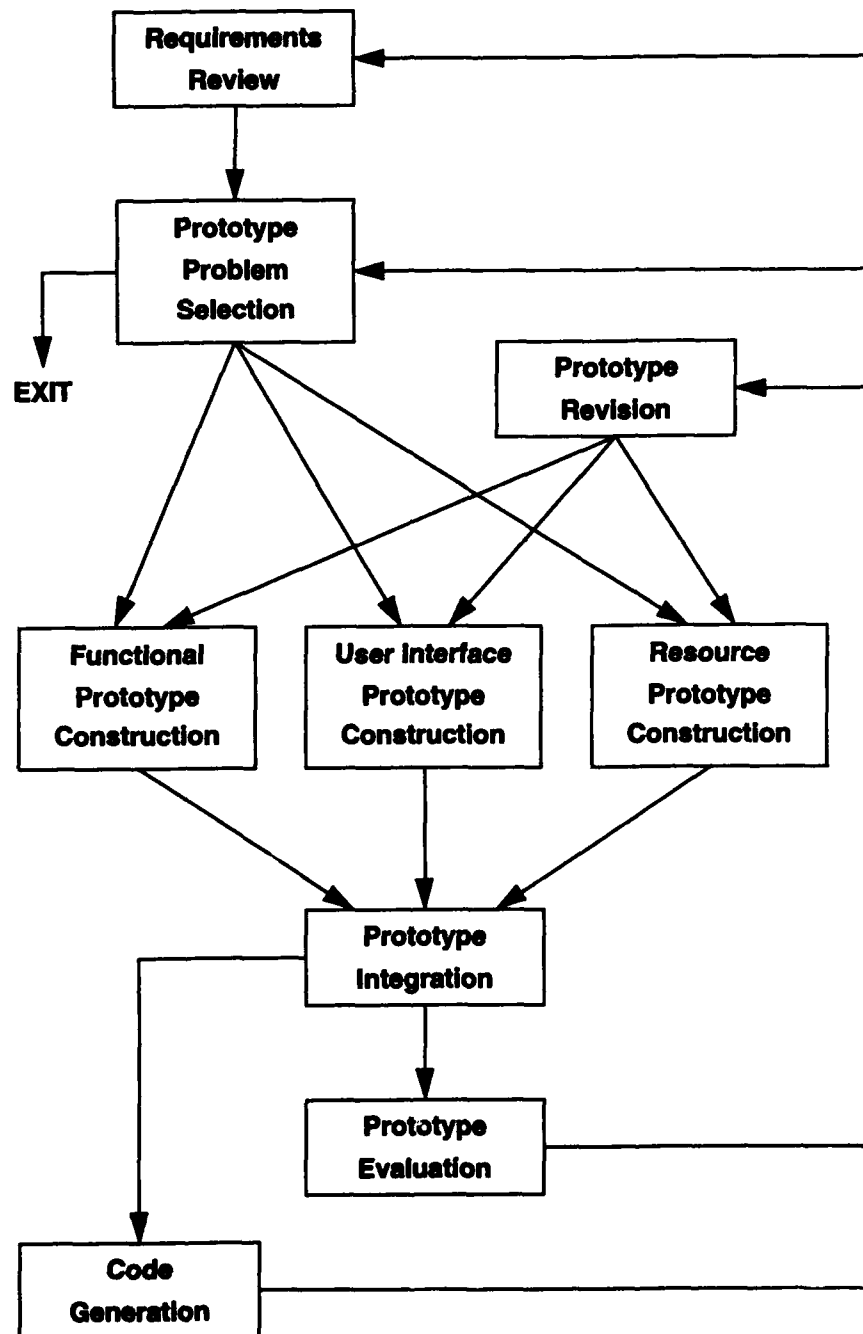 Requirements
Review
Prototype
Problem
Selection
EXIT
Prototype
Revision
Functional
Prototype
Construction
User Interface
Prototype
Construction
Resource
Prototype
Construction
Prototype
Integration
Prototype
Evaluation
Code
Generation